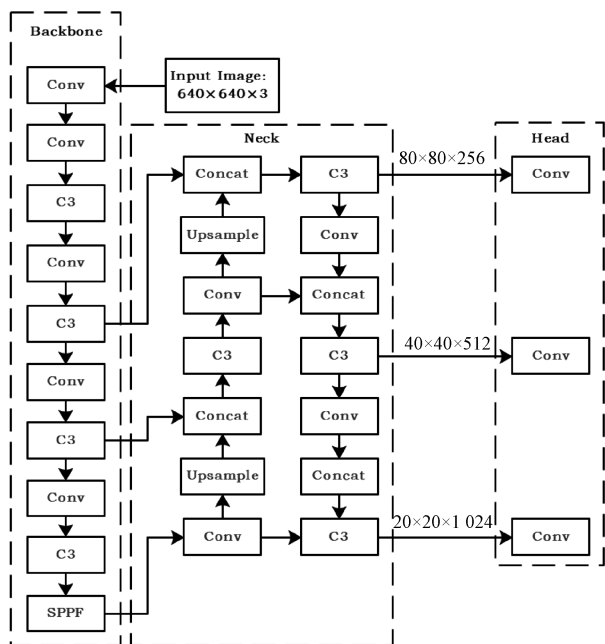 Backbone
Conv
Input Image:
640×640×3
Conv
C3
Conv
C3
Conv
C3
Conv
C3
SPPF
Neck
Concat
C3
Upsample
Conv
Conv
Concat
C3
C3
Concat
Conv
Upsample
Concat
Conv
C3
80×80×256
40×40×512
20×20×1 024
Head
Conv
Conv
Conv